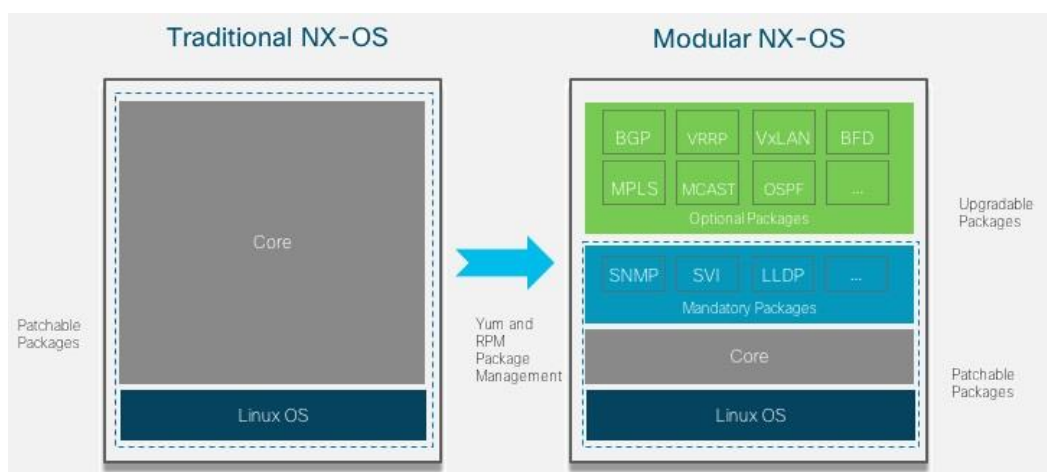 Traditional NX-OS
Modular NX-OS
Core
Linux OS
Patchable
Packages
Yum and
RPM
Package
Management
BGP VRRP VxLAN BFD
MPLS MCAST OSPF ...
Optional Packages
SNMP SVI LLDP ...
Mandatory Packages
Core
Linux OS
Upgradable
Packages
Patchable
Packages